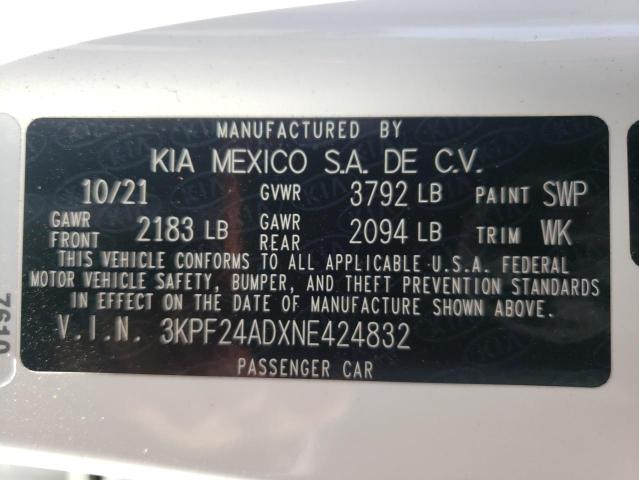 MANUFACTURED BY
KIA MEXICO S.A. DE C.V.
10/21 GVWR 3792 LB PAINT SWP
GAWR FRONT 2183 LB GAWR REAR 2094 LB TRIM WK
THIS VEHICLE CONFORMS TO ALL APPLICABLE U.S.A. FEDERAL
MOTOR VEHICLE SAFETY, BUMPER, AND THEFT PREVENTION STANDARDS
IN EFFECT ON THE DATE OF MANUFACTURE SHOWN ABOVE.
V.I.N. 3KPF24ADXNE424832
PASSENGER CAR